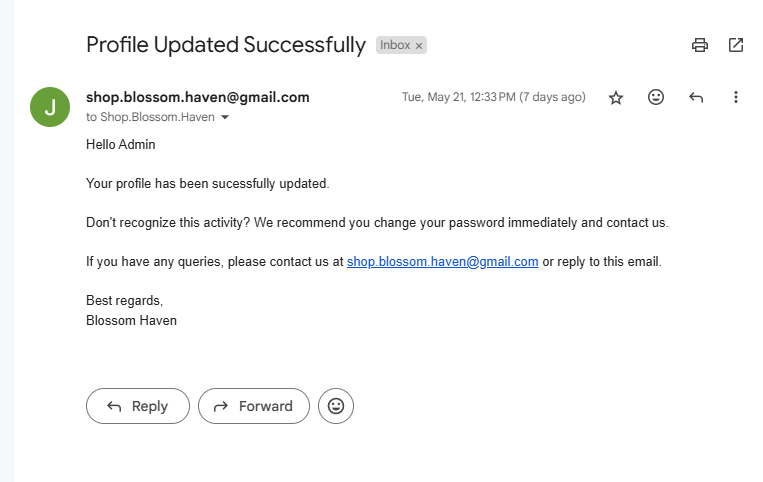 Profile Updated Successfully Inbox ×
J
shop.blossom.haven@gmail.com Tue, May 21, 12:33 PM (7 days ago)
to Shop.Blossom.Haven
Hello Admin
Your profile has been sucessfully updated.
Don't recognize this activity? We recommend you change your password immediately and contact us.
If you have any queries, please contact us at shop.blossom.haven@gmail.com or reply to this email.
Best regards,
Blossom Haven
Reply Forward